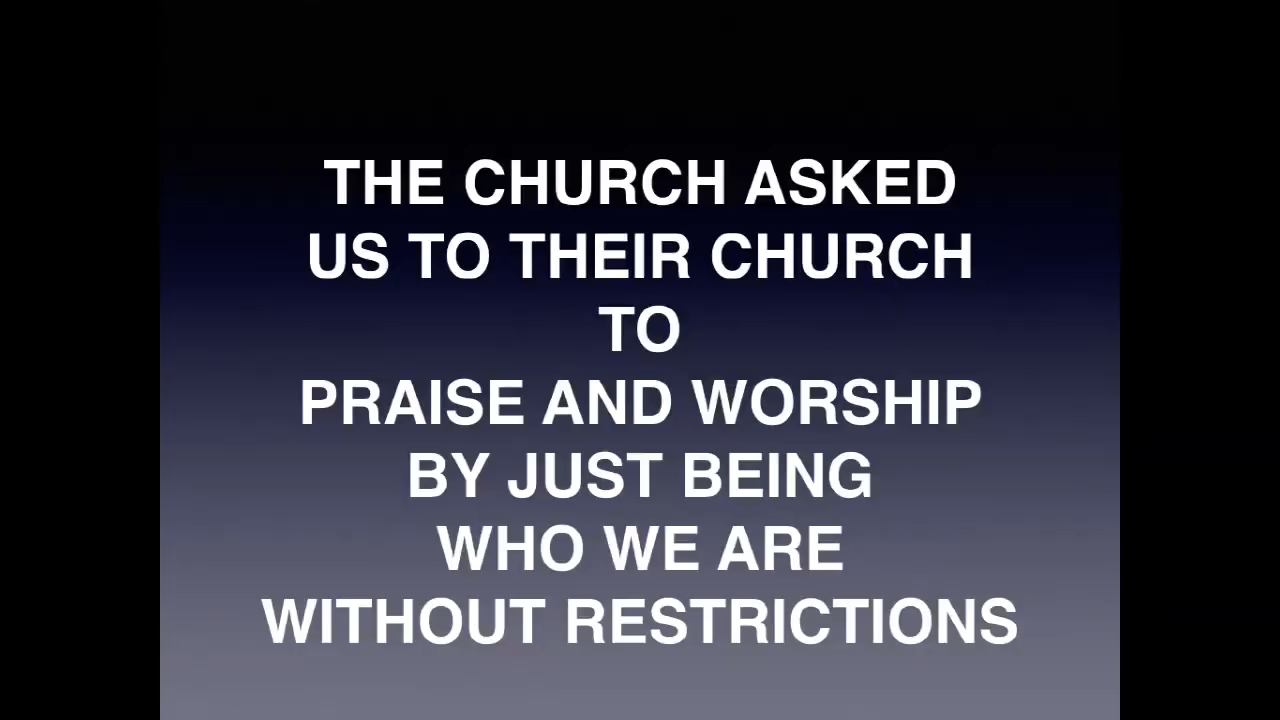 THE CHURCH ASKED
US TO THEIR CHURCH
TO
PRAISE AND WORSHIP
BY JUST BEING
WHO WE ARE
WITHOUT RESTRICTIONS